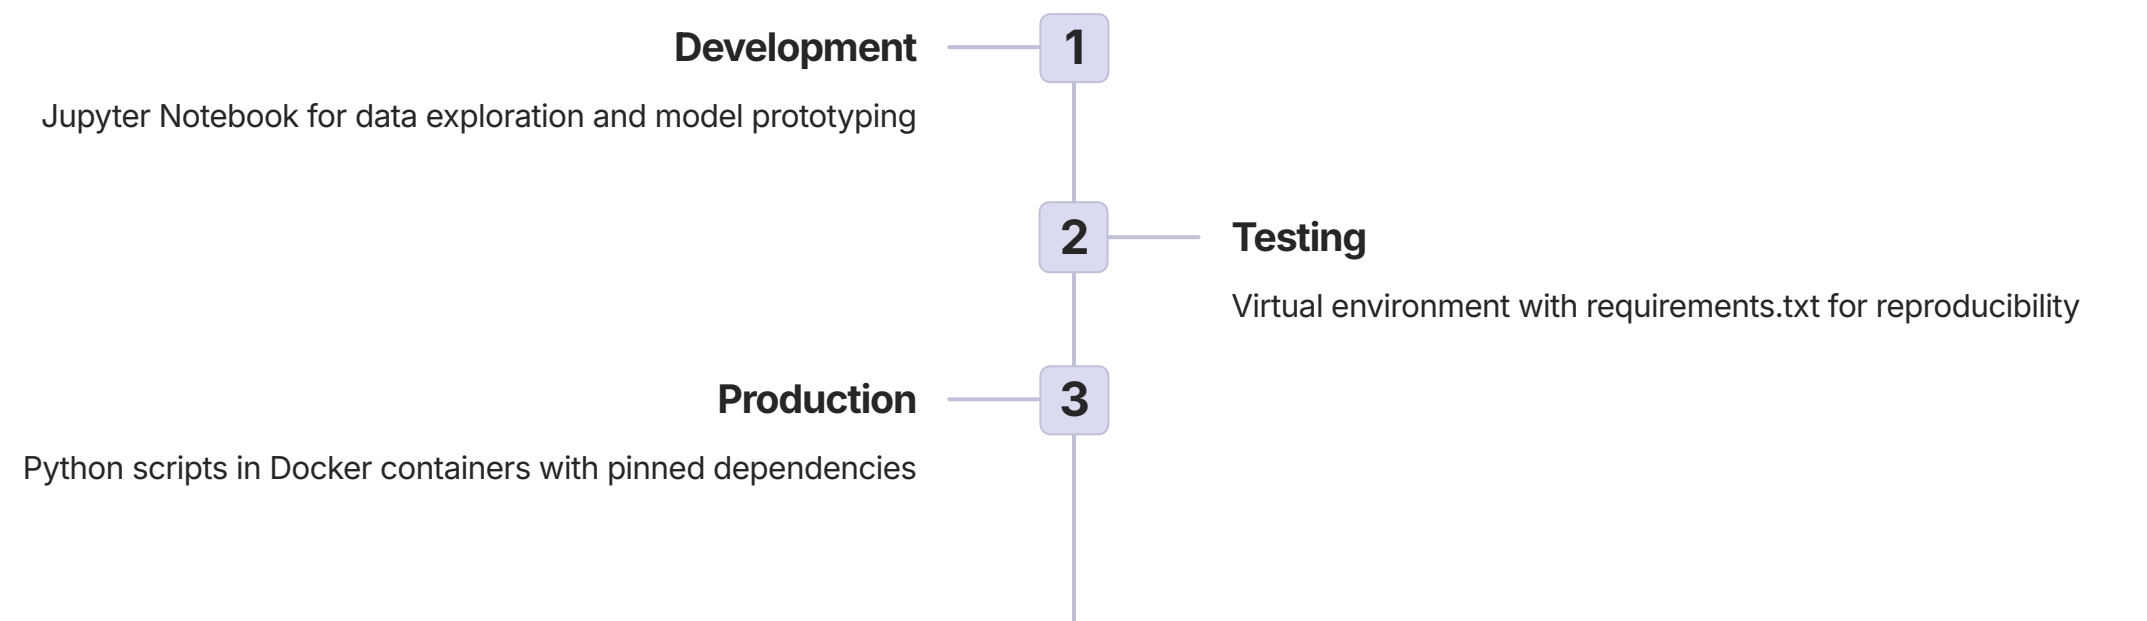 1
Development
Jupyter Notebook for data exploration and model prototyping
2
Testing
Virtual environment with requirements.txt for reproducibility
3
Production
Python scripts in Docker containers with pinned dependencies